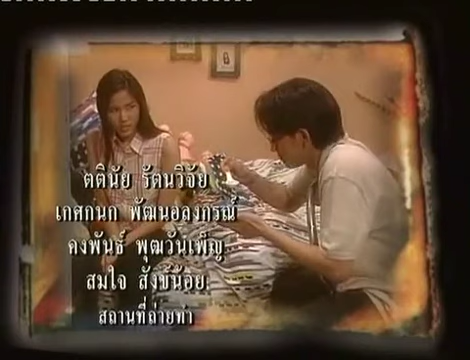 ตตินัย รัตนวิจัย
เกศกนก พัฒนอลงกรณ์
คงพันธ์ พุฒวันเพ็ญ
สมใจ สังข์น้อย
สถานที่ถ่ายทำ